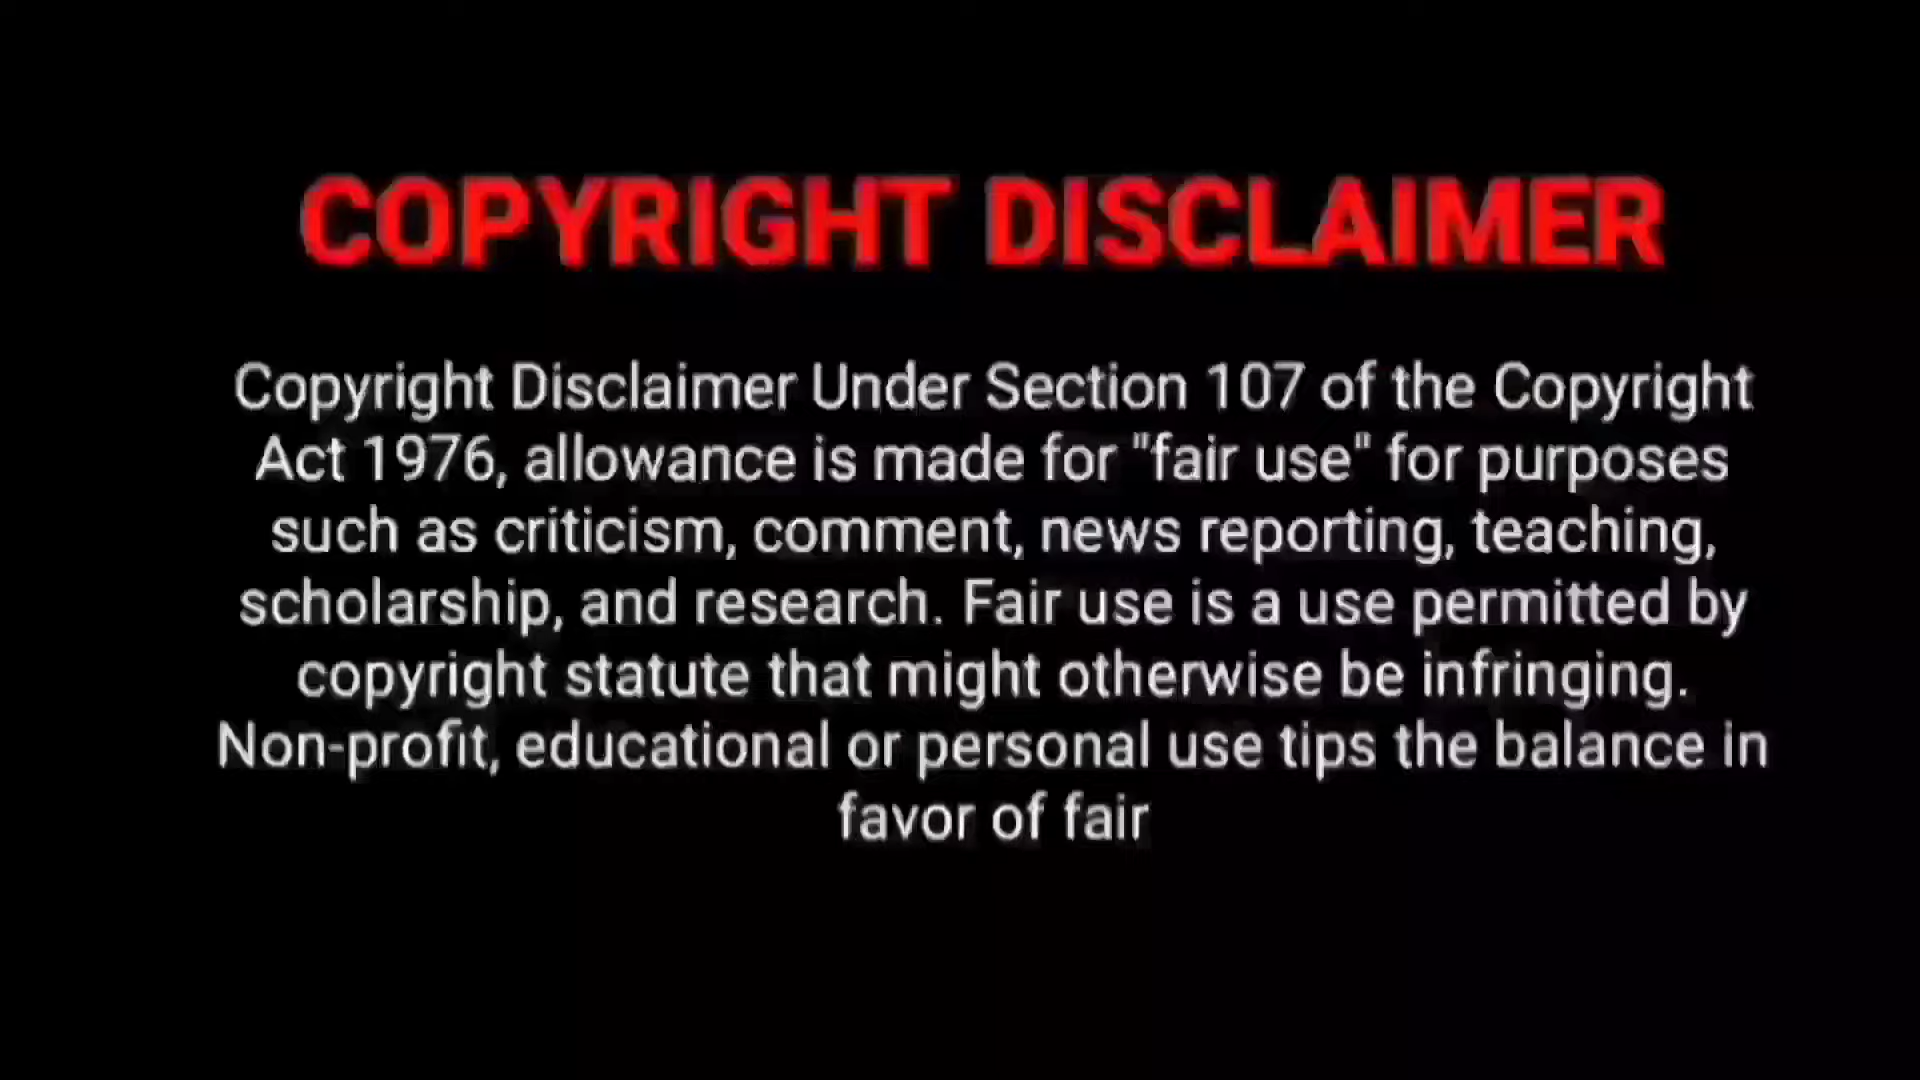 COPYRIGHT DISCLAIMER
Copyright Disclaimer Under Section 107 of the Copyright
Act 1976, allowance is made for "fair use" for purposes
such as criticism, comment, news reporting, teaching,
scholarship, and research. Fair use is a use permitted by
copyright statute that might otherwise be infringing.
Non-profit, educational or personal use tips the balance in
favor of fair